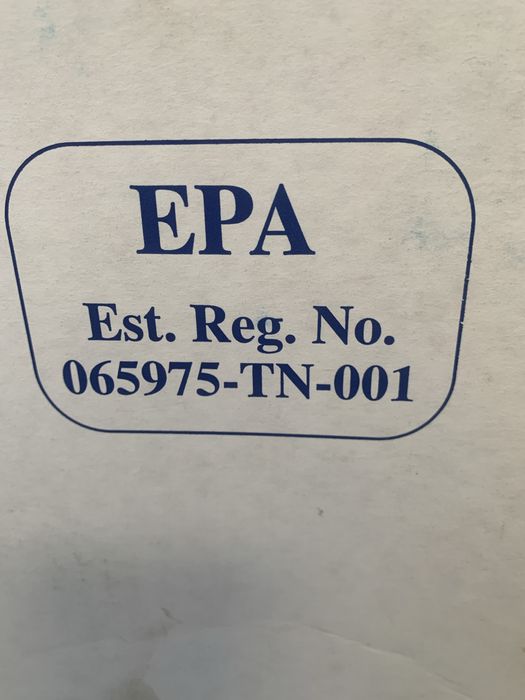 EPA
Est. Reg. No.
065975-TN-001